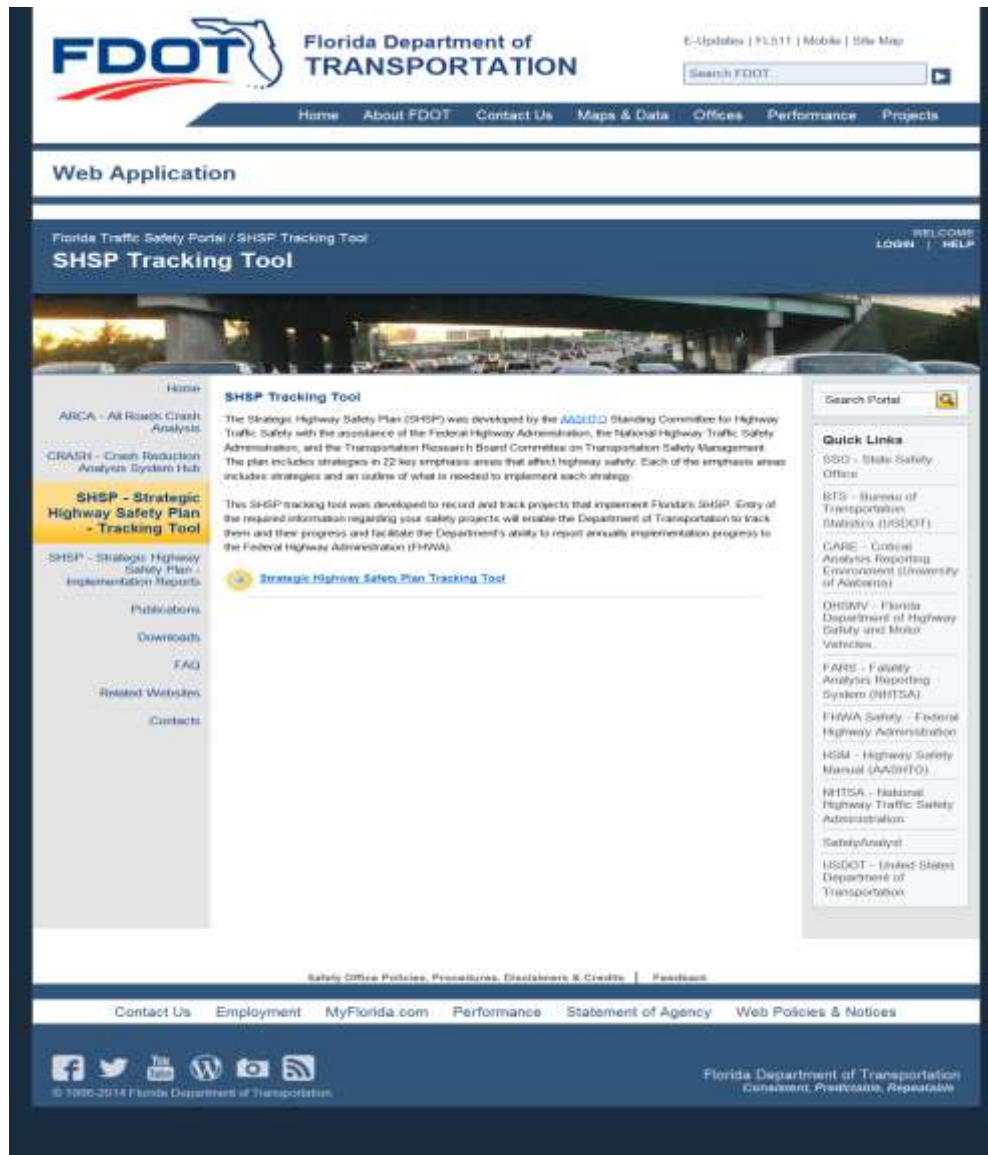 FDOT
Florida Department of
TRANSPORTATION
E-Updates | FL511 | Mobile | Site Map
Search FDOT...
Home About FDOT Contact Us Maps & Data Offices Performance Projects
Web Application
Florida Traffic Safety Portal / SHSP Tracking Tool
SHSP Tracking Tool
WELCOME
LOGIN | HELP
Home
ARCA - All Roads Crash
Analysis
CRASH - Crash Reduction
Analysis System Hub
SHSP - Strategic
Highway Safety Plan
- Tracking Tool
SHSP - Strategic Highway
Safety Plan -
Implementation Reports
Publications
Downloads
FAQ
Related Websites
Contacts
SHSP Tracking Tool
The Strategic Highway Safety Plan (SHSP) was developed by the AASHTO Standing Committee for Highway
Traffic Safety with the assistance of the Federal Highway Administration, the National Highway Traffic Safety
Administration, and the Transportation Research Board Committee on Transportation Safety Management.
The plan includes strategies in 22 key emphasis areas that affect highway safety. Each of the emphasis areas
includes strategies and an outline of what is needed to implement each strategy.
This SHSP tracking tool was developed to record and track projects that implement Florida's SHSP. Entry of
the required information regarding your safety projects will enable the Department of Transportation to track
them and their progress and facilitate the Department's ability to report annually implementation progress to
the Federal Highway Administration (FHWA).
Strategic Highway Safety Plan Tracking Tool
Search Portal
Quick Links
SSO - State Safety
Office
BTS - Bureau of
Transportation
Statistics (USDOT)
CARE - Critical
Analysis Reporting
Environment (University
of Alabama)
DHSMV - Florida
Department of Highway
Safety and Motor
Vehicles
FARS - Fatality
Analysis Reporting
System (NHTSA)
FHWA Safety - Federal
Highway Administration
HSM - Highway Safety
Manual (AASHTO)
NHTSA - National
Highway Traffic Safety
Administration
SafetyAnalyst
USDOT - United States
Department of
Transportation
Safety Office Policies, Procedures, Disclaimers & Credits | Feedback
Contact Us Employment MyFlorida.com Performance Statement of Agency Web Policies & Notices
You Tube
© 1996-2014 Florida Department of Transportation
Florida Department of Transportation
Consistent, Predictable, Repeatable